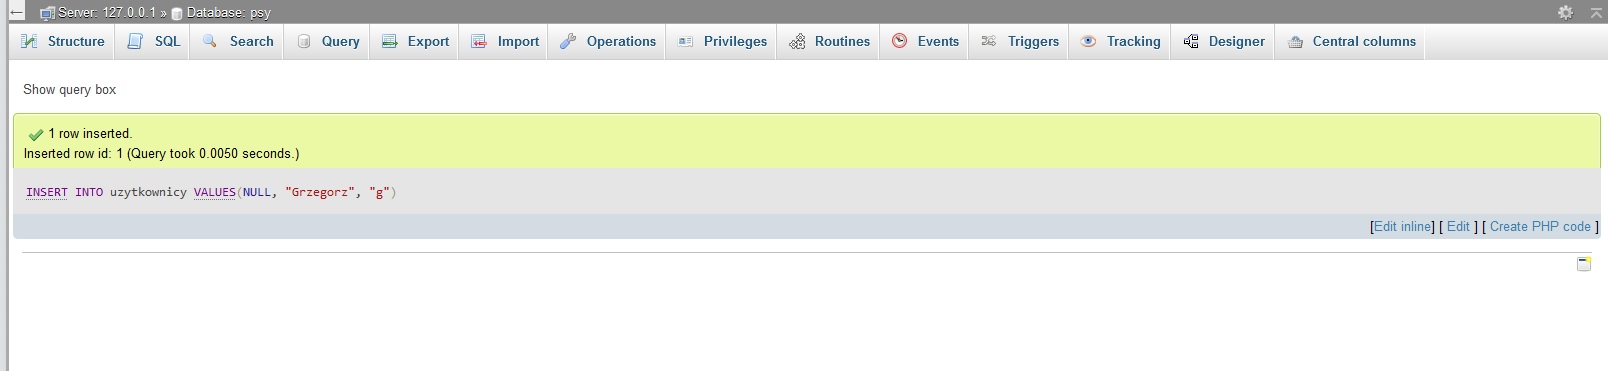 ← Server: 127.0.0.1 » Database: psy
Structure SQL Search Query Export Import Operations Privileges Routines Events Triggers Tracking Designer Central columns
Show query box
1 row inserted.
Inserted row id: 1 (Query took 0.0050 seconds.)
INSERT INTO uzytkownicy VALUES(NULL, "Grzegorz", "g")
[Edit inline] [ Edit ] [ Create PHP code ]